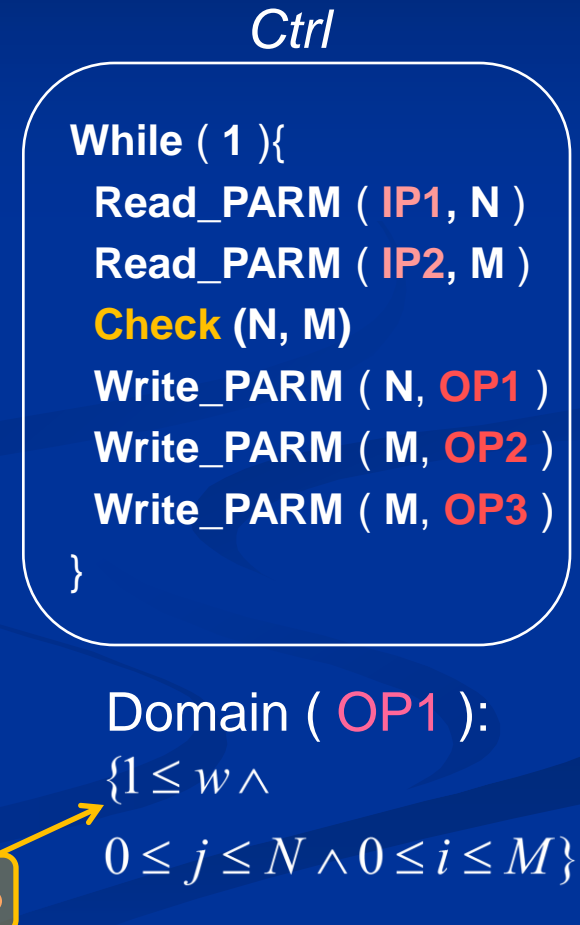 Ctrl
While ( 1 ){
Read_PARM ( IP1, N )
Read_PARM ( IP2, M )
Check (N, M)
Write_PARM ( N, OP1 )
Write_PARM ( M, OP2 )
Write_PARM ( M, OP3 )
}
Domain ( OP1 ):
{1 ≤ w ∧
0 ≤ j ≤ N ∧ 0 ≤ i ≤ M}